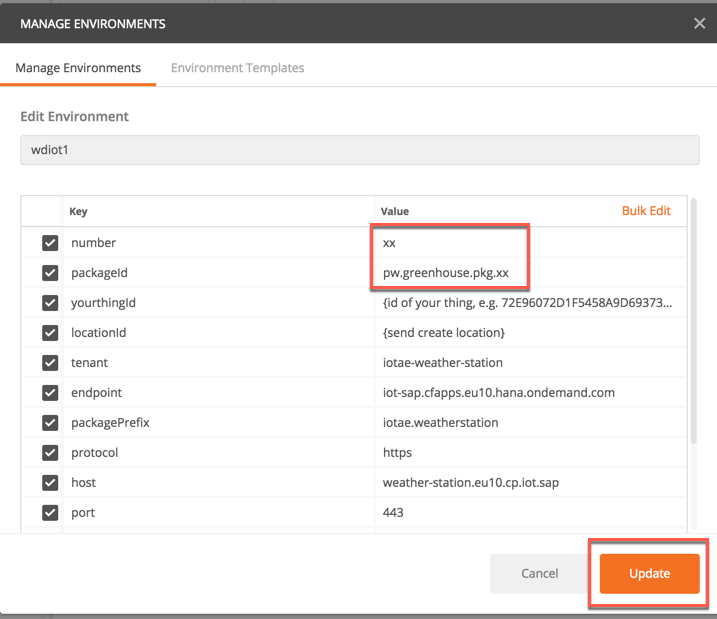 MANAGE ENVIRONMENTS
Manage Environments Environment Templates
Edit Environment
wdiot1
Key Value Bulk Edit
number xx
packageId pw.greenhouse.pkg.xx
yourthingId {id of your thing, e.g. 72E96072D1F5458A9D69373...
locationId {send create location}
tenant iotae-weather-station
endpoint iot-sap.cfapps.eu10.hana.ondemand.com
packagePrefix iotae.weatherstation
protocol https
host weather-station.eu10.cp.iot.sap
port 443
Cancel Update